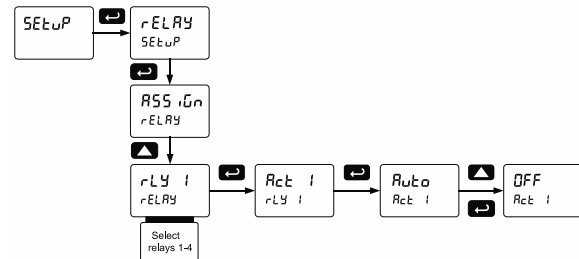 SEtuP
rELAY
SEtuP
ASSiGn
rELAY
rLY 1
rELAY
Act 1
rLY 1
Auto
Act 1
OFF
Act 1
Select
relays 1-4